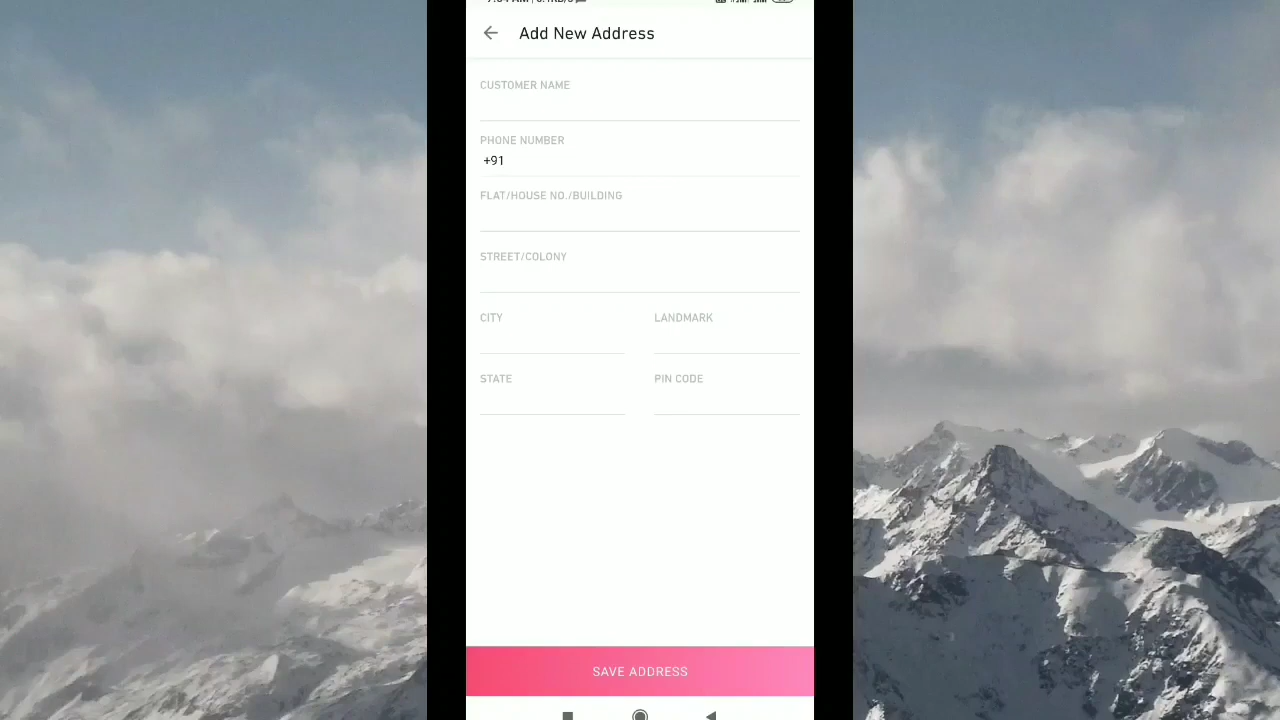 Add New Address
CUSTOMER NAME
PHONE NUMBER
+91
FLAT/HOUSE NO./BUILDING
STREET/COLONY
CITY LANDMARK
STATE PIN CODE
SAVE ADDRESS